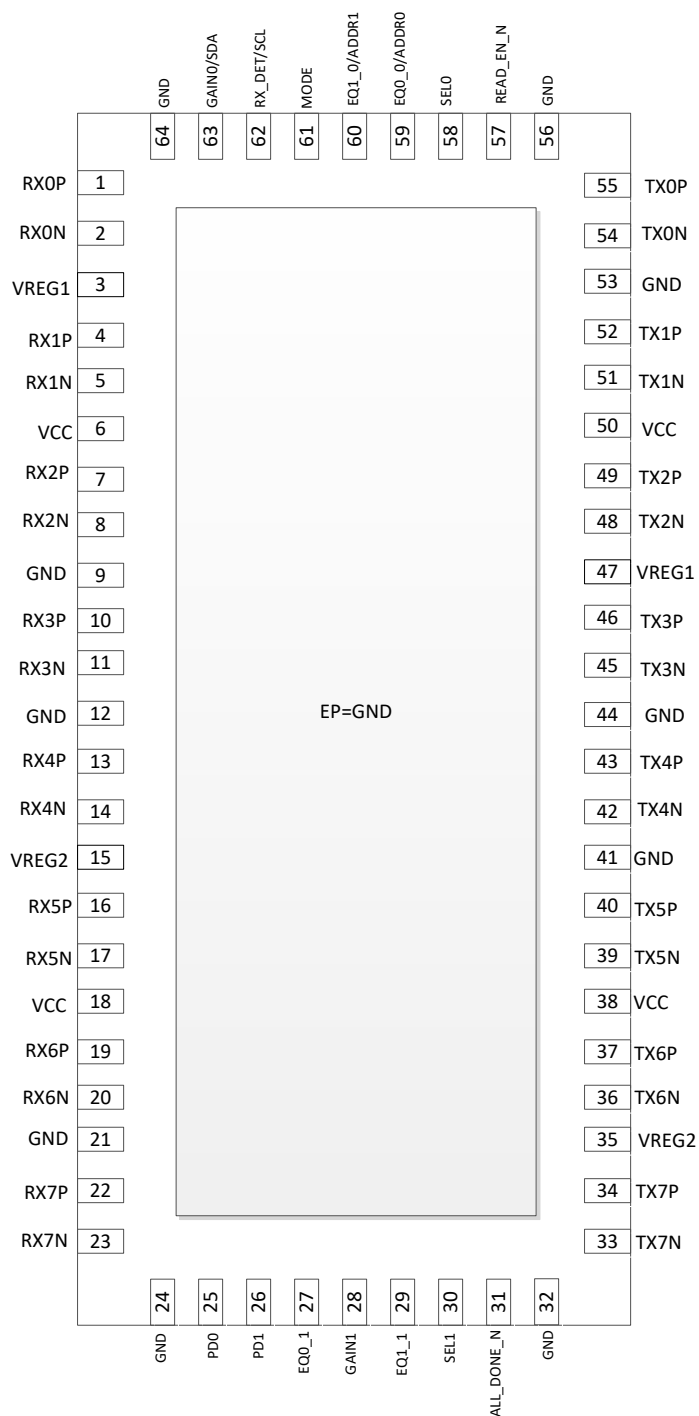 GND
GAIN0/SDA
RX_DET/SCL
MODE
EQ1_0/ADDR1
EQ0_0/ADDR0
SEL0
READ_EN_N
GND
64
63
62
61
60
59
58
57
56
RX0P 1
RX0N 2
VREG1 3
RX1P 4
RX1N 5
VCC 6
RX2P 7
RX2N 8
GND 9
RX3P 10
RX3N 11
GND 12
RX4P 13
RX4N 14
VREG2 15
RX5P 16
RX5N 17
VCC 18
RX6P 19
RX6N 20
GND 21
RX7P 22
RX7N 23
EP=GND
55 TX0P
54 TX0N
53 GND
52 TX1P
51 TX1N
50 VCC
49 TX2P
48 TX2N
47 VREG1
46 TX3P
45 TX3N
44 GND
43 TX4P
42 TX4N
41 GND
40 TX5P
39 TX5N
38 VCC
37 TX6P
36 TX6N
35 VREG2
34 TX7P
33 TX7N
24
25
26
27
28
29
30
31
32
GND
PD0
PD1
EQ0_1
GAIN1
EQ1_1
SEL1
ALL_DONE_N
GND